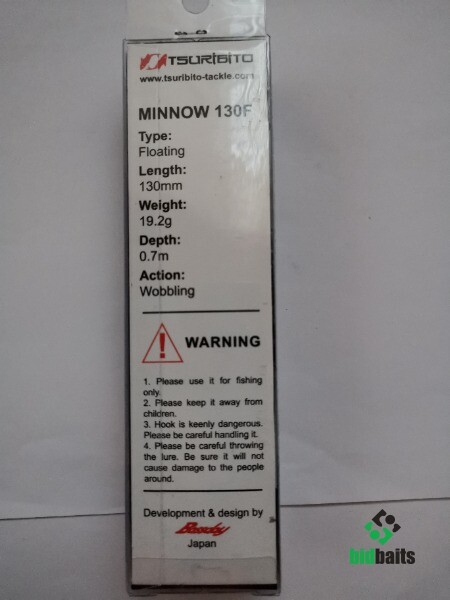 TSURIBITO
www.tsuribito-tackle.com
MINNOW 130F
Type:
Floating
Length:
130mm
Weight:
19.2g
Depth:
0.7m
Action:
Wobbling
WARNING
1. Please use it for fishing
only.
2. Please keep it away from
children.
3. Hook is keenly dangerous.
Please be careful handling it.
4. Please be careful throwing
the lure. Be sure it will not
cause damage to the people
around.
Development & design by
Japan
bidbaits